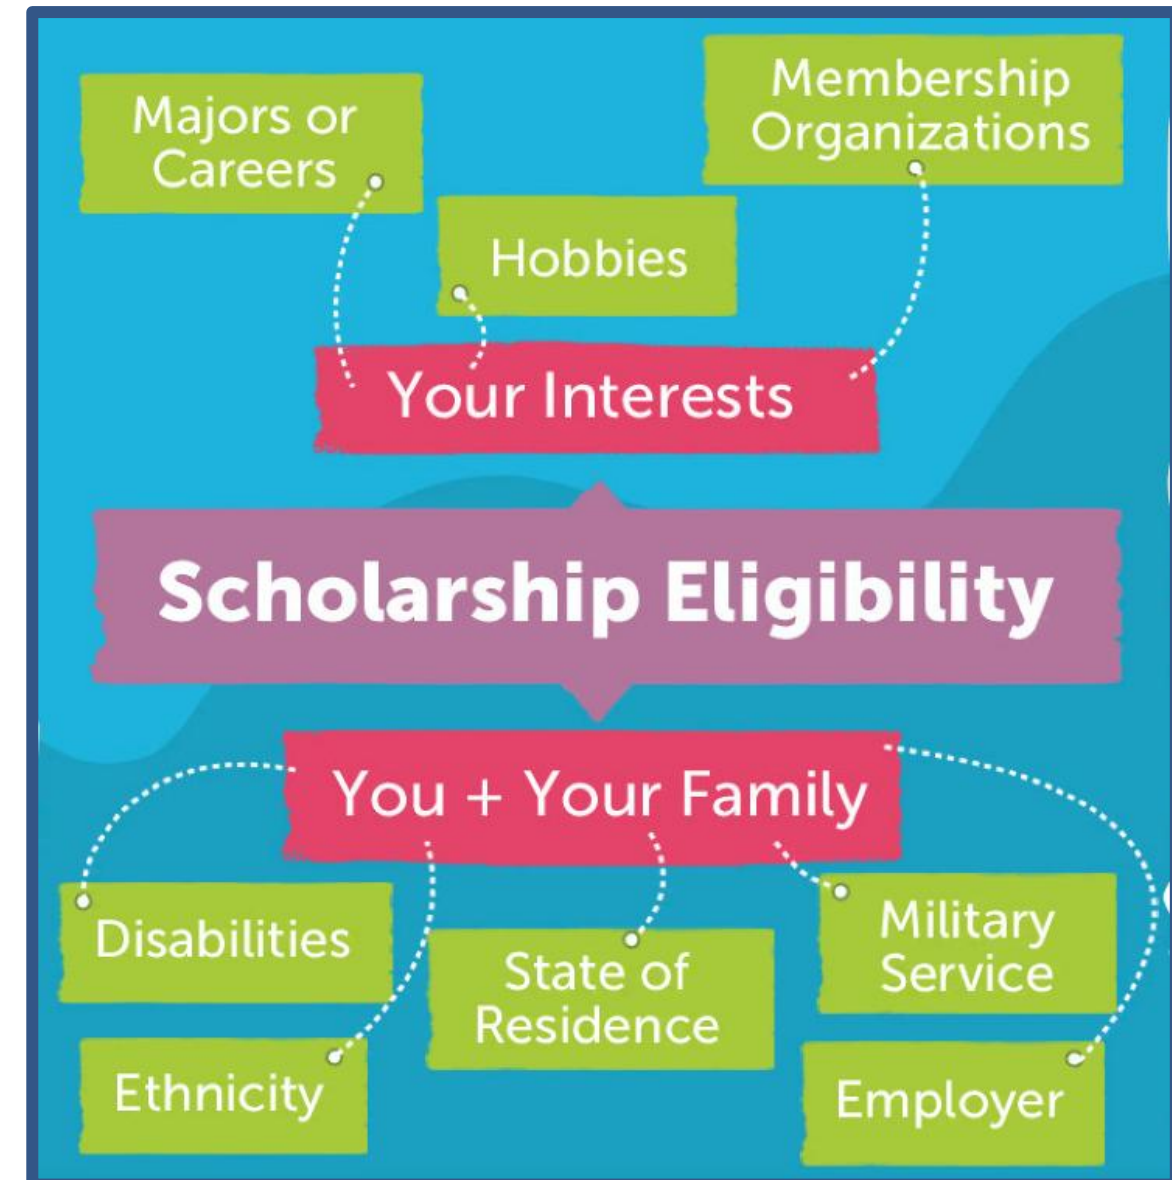 Majors or
Careers
Membership
Organizations
Hobbies
Your Interests
Scholarship Eligibility
You + Your Family
Disabilities
State of
Residence
Military
Service
Ethnicity
Employer